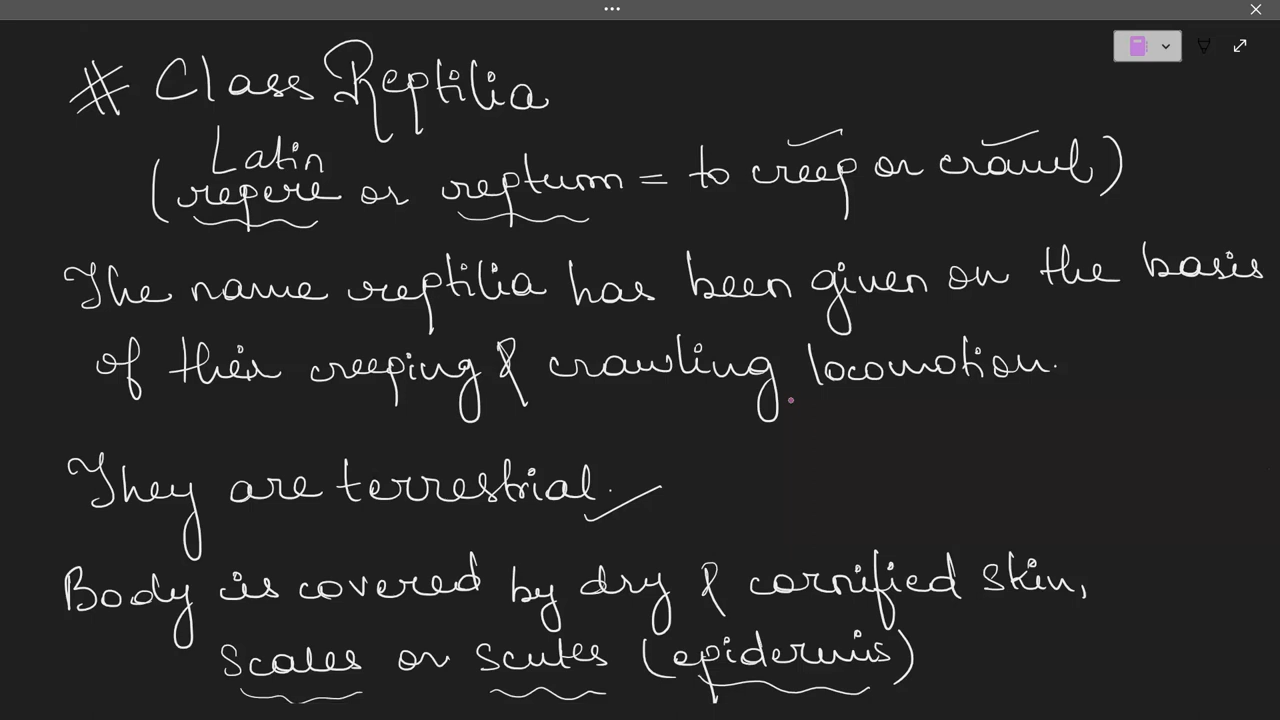 # Class Reptilia
Latin
(repere or reptum = to creep or crawl)
The name reptilia has been given on the basis
of their creeping & crawling locomotion.
They are terrestrial.
Body is covered by dry & cornified skin,
scales or scutes (epidermis)